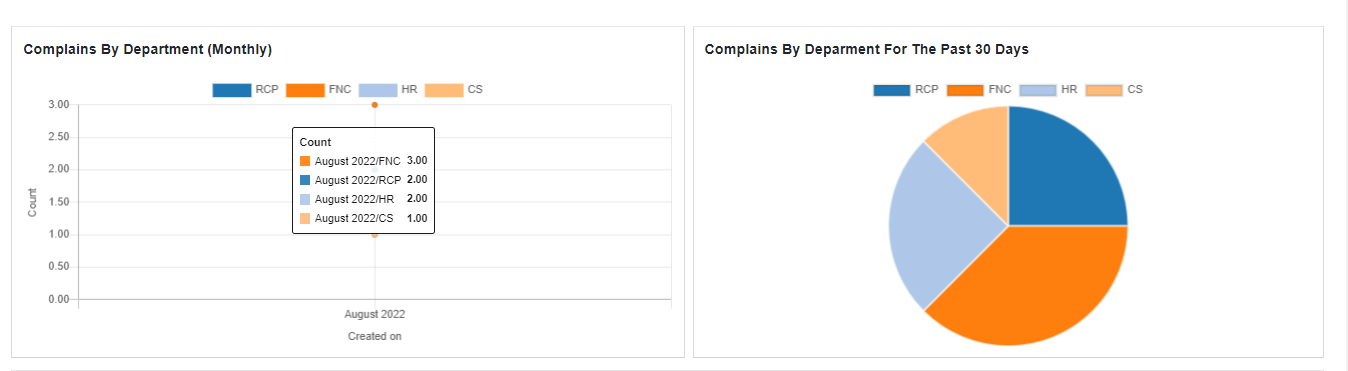 Complains By Department (Monthly)
RCP FNC HR CS
3.00
2.50
2.00
1.50
1.00
0.50
0.00
Count
Count
August 2022/FNC 3.00
August 2022/RCP 2.00
August 2022/HR 2.00
August 2022/CS 1.00
August 2022
Created on
Complains By Deparment For The Past 30 Days
RCP FNC HR CS